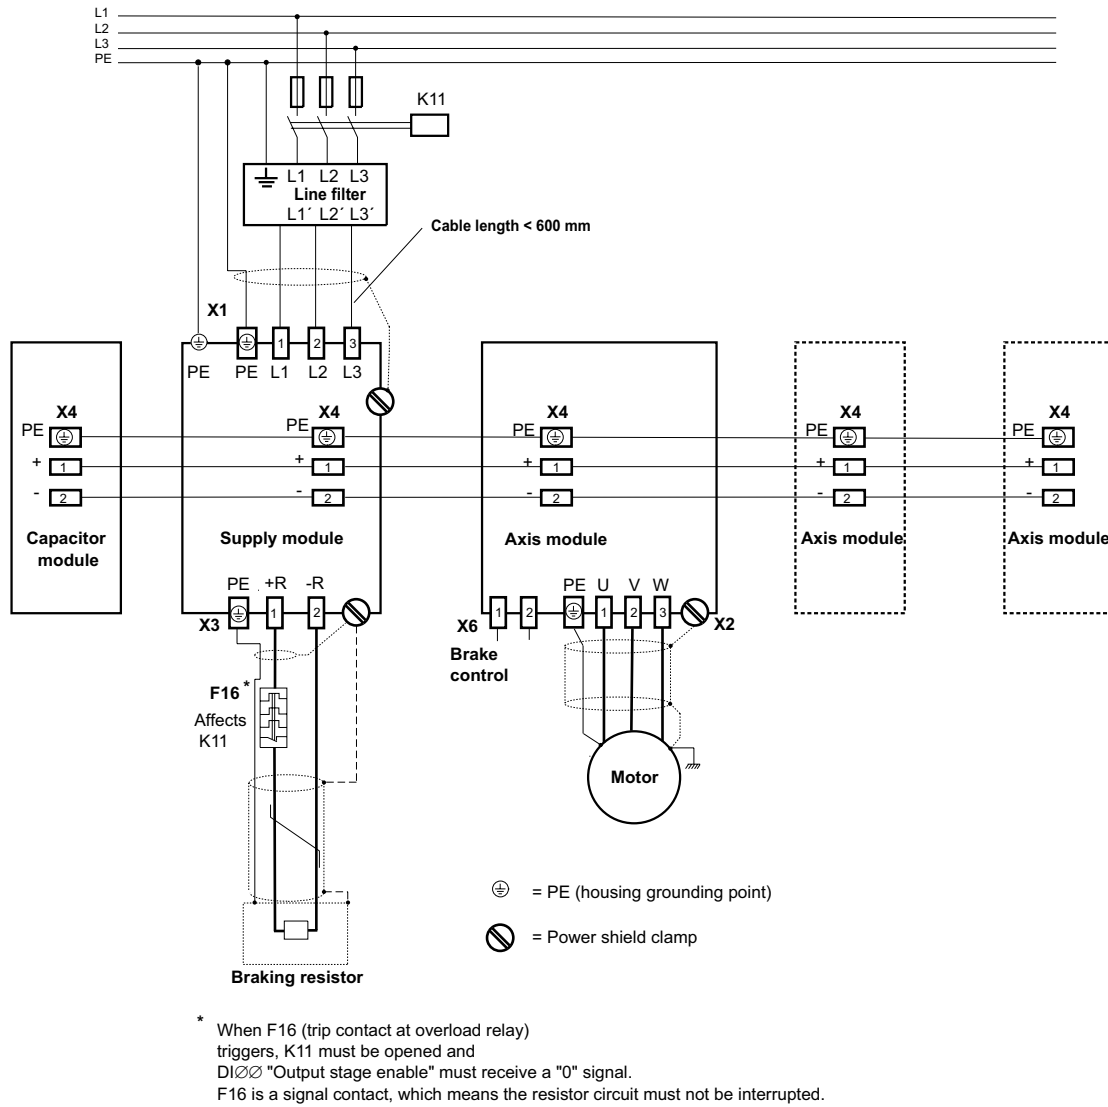 L1
L2
L3
PE
K11
L1 L2 L3
Line filter
L1´ L2´ L3´
Cable length < 600 mm
X1
1 2 3
PE PE L1 L2 L3
X4 X4 X4 X4 X4
PE PE PE PE PE
+ 1 + 1 + 1 + 1 + 1
- 2 - 2 - 2 - 2 - 2
Capacitor
module
Supply module
Axis module
Axis module
Axis module
PE +R -R
PE U V W
1 2
X3
1 2
1 2 3
X6
X2
Brake
control
F16 *
Affects
K11
Motor
= PE (housing grounding point)
= Power shield clamp
Braking resistor
* When F16 (trip contact at overload relay)
triggers, K11 must be opened and
DI∅∅ "Output stage enable" must receive a "0" signal.
F16 is a signal contact, which means the resistor circuit must not be interrupted.